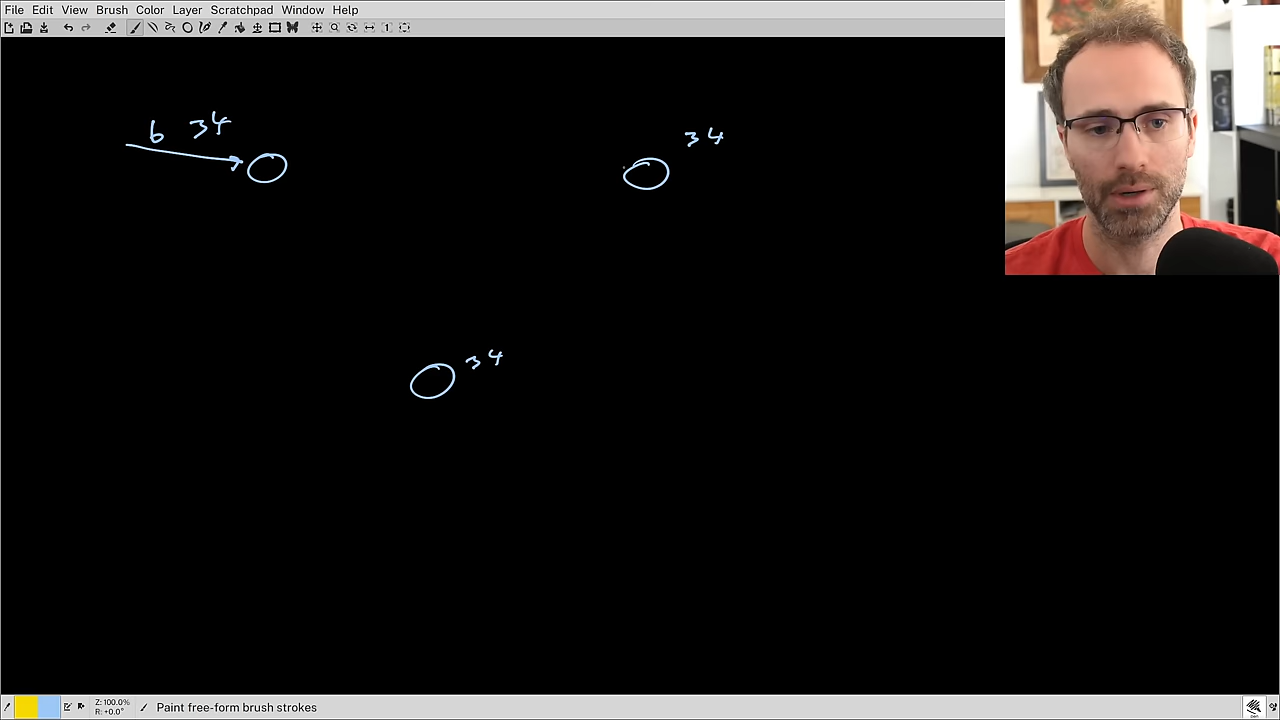 File Edit View Brush Color Layer Scratchpad Window Help
6 34
34
34
Z: 100.0%
R: +0.0°
Paint free-form brush strokes